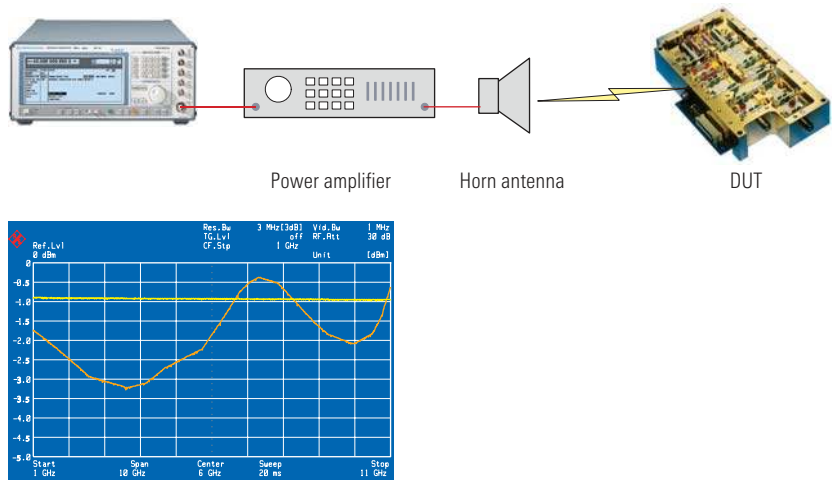 Power amplifier Horn antenna DUT
Res.Bw 3 MHz[3dB] Vid.Bw 1 MHz
TG.Lvl off RF.Att 30 dB
Ref.Lvl CF.Stp 1 GHz
0 dBm Unit [dBm]
0
-0.5
-1.0
-1.5
-2.0
-2.5
-3.0
-3.5
-4.0
-4.5
-5.0
Start Span Center Sweep Stop
1 GHz 10 GHz 6 GHz 20 ms 11 GHz